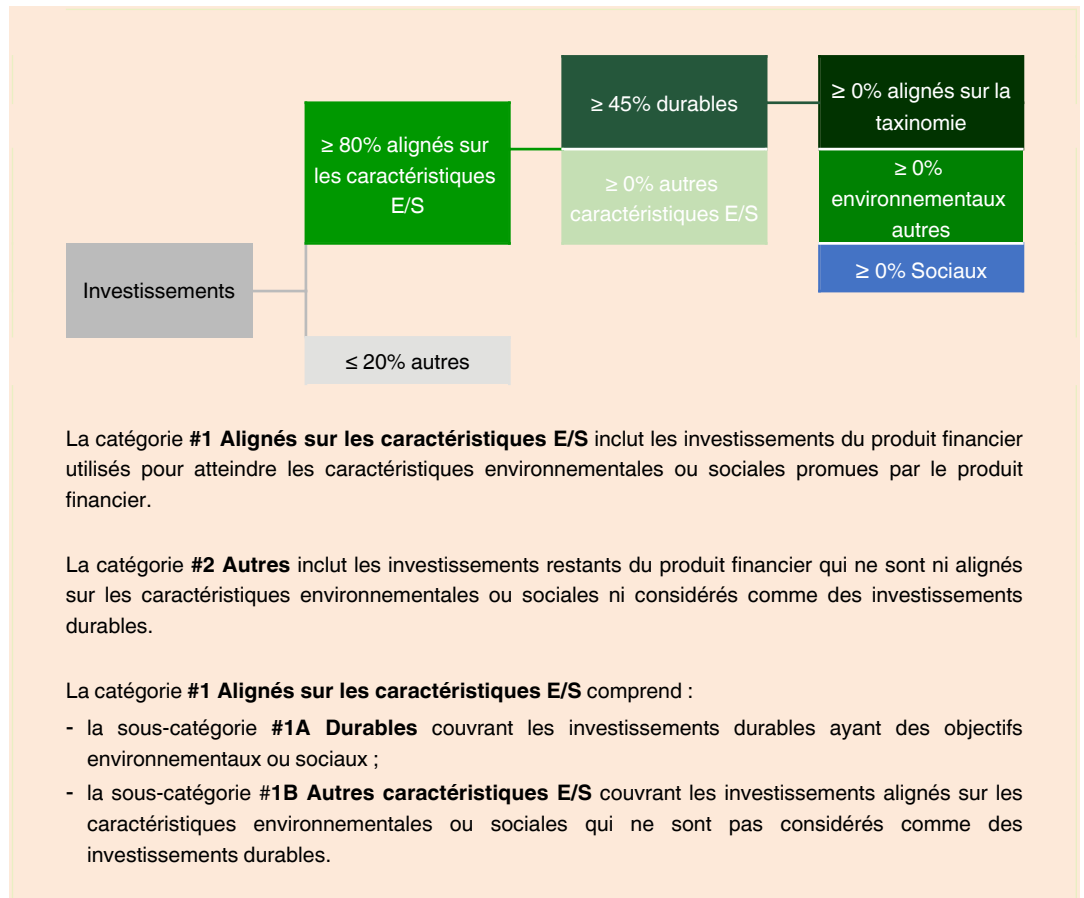 ≥ 45% durables
≥ 0% alignés sur la
taxinomie
≥ 80% alignés sur
les caractéristiques
E/S
≥ 0% autres
caractéristiques E/S
≥ 0%
environnementaux
autres
≥ 0% Sociaux
Investissements
≤ 20% autres
La catégorie #1 Alignés sur les caractéristiques E/S inclut les investissements du produit financier
utilisés pour atteindre les caractéristiques environnementales ou sociales promues par le produit
financier.
La catégorie #2 Autres inclut les investissements restants du produit financier qui ne sont ni alignés
sur les caractéristiques environnementales ou sociales ni considérés comme des investissements
durables.
La catégorie #1 Alignés sur les caractéristiques E/S comprend :
- la sous-catégorie #1A Durables couvrant les investissements durables ayant des objectifs
environnementaux ou sociaux ;
- la sous-catégorie #1B Autres caractéristiques E/S couvrant les investissements alignés sur les
caractéristiques environnementales ou sociales qui ne sont pas considérés comme des
investissements durables.